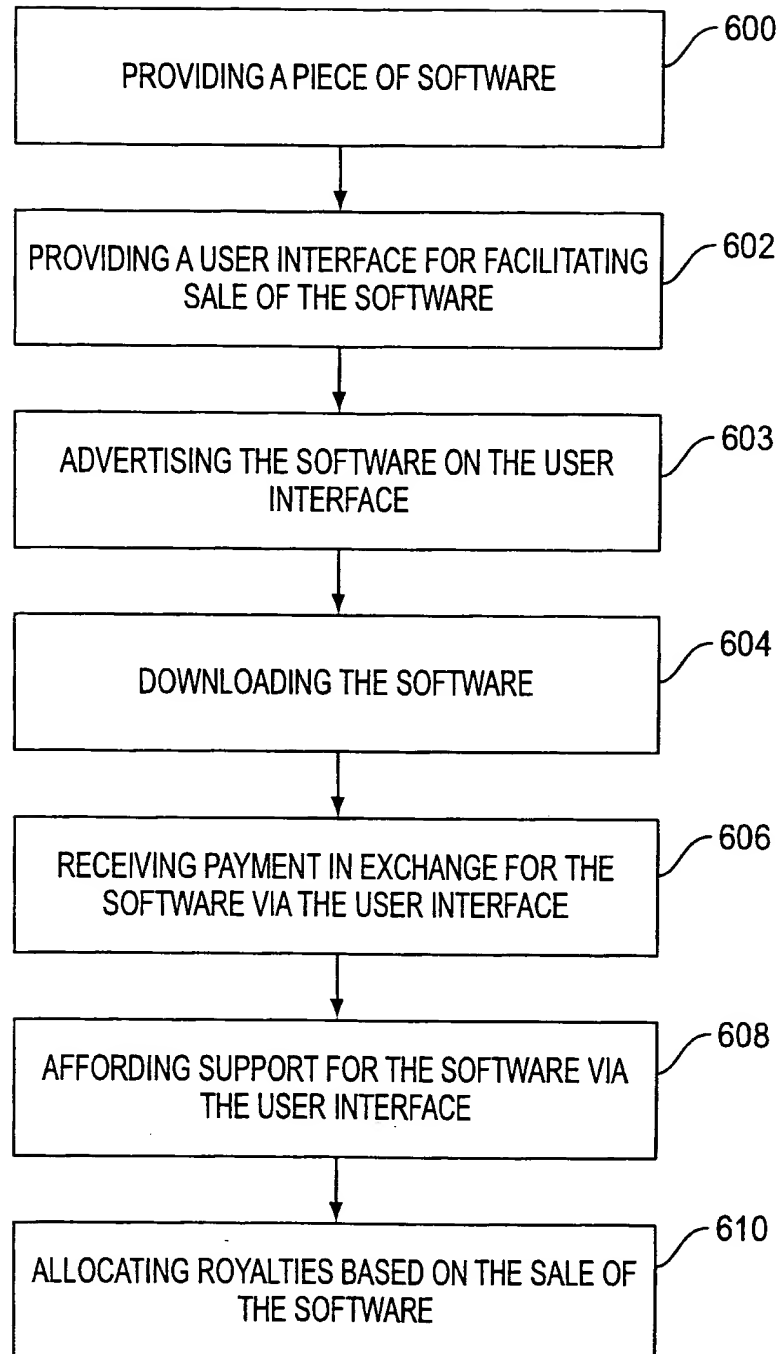 600
PROVIDING A PIECE OF SOFTWARE
602
PROVIDING A USER INTERFACE FOR FACILITATING
SALE OF THE SOFTWARE
603
ADVERTISING THE SOFTWARE ON THE USER
INTERFACE
604
DOWNLOADING THE SOFTWARE
606
RECEIVING PAYMENT IN EXCHANGE FOR THE
SOFTWARE VIA THE USER INTERFACE
608
AFFORDING SUPPORT FOR THE SOFTWARE VIA
THE USER INTERFACE
610
ALLOCATING ROYALTIES BASED ON THE SALE OF
THE SOFTWARE